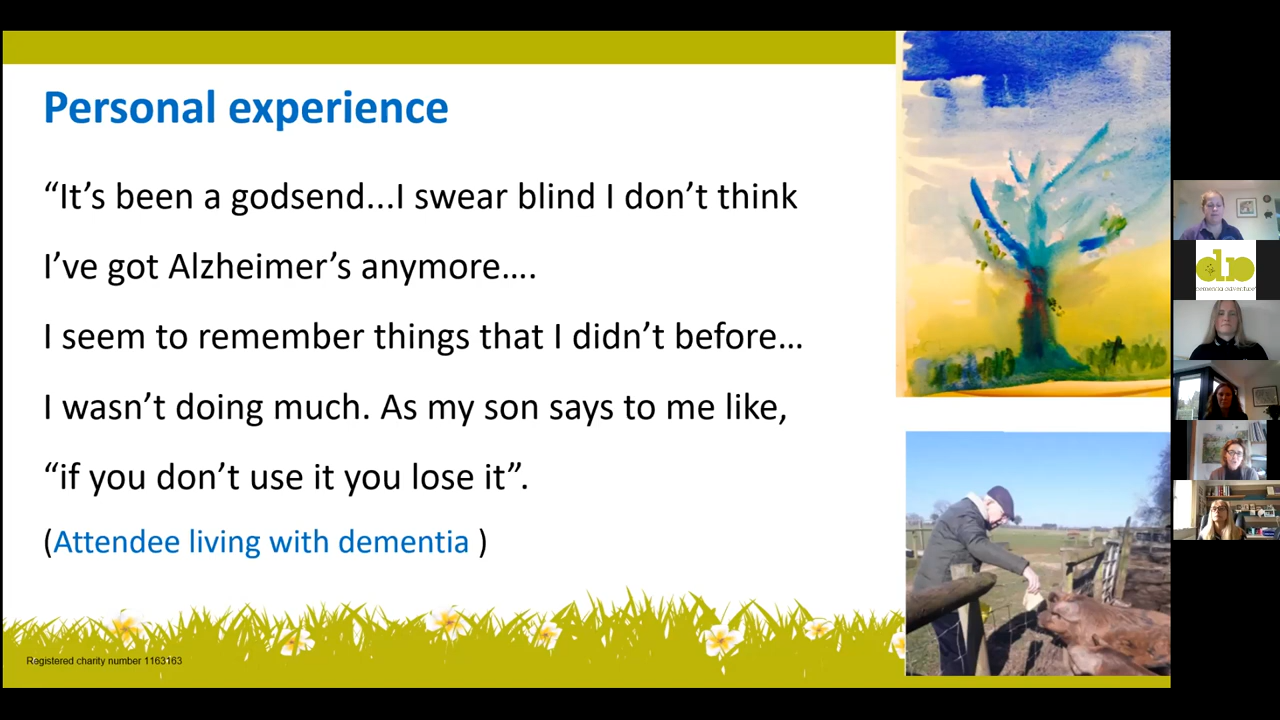 Personal experience
“It’s been a godsend...I swear blind I don’t think
I’ve got Alzheimer’s anymore….
I seem to remember things that I didn’t before…
I wasn’t doing much. As my son says to me like,
“if you don’t use it you lose it”.
(Attendee living with dementia )
Registered charity number 1163163
dementia adventure